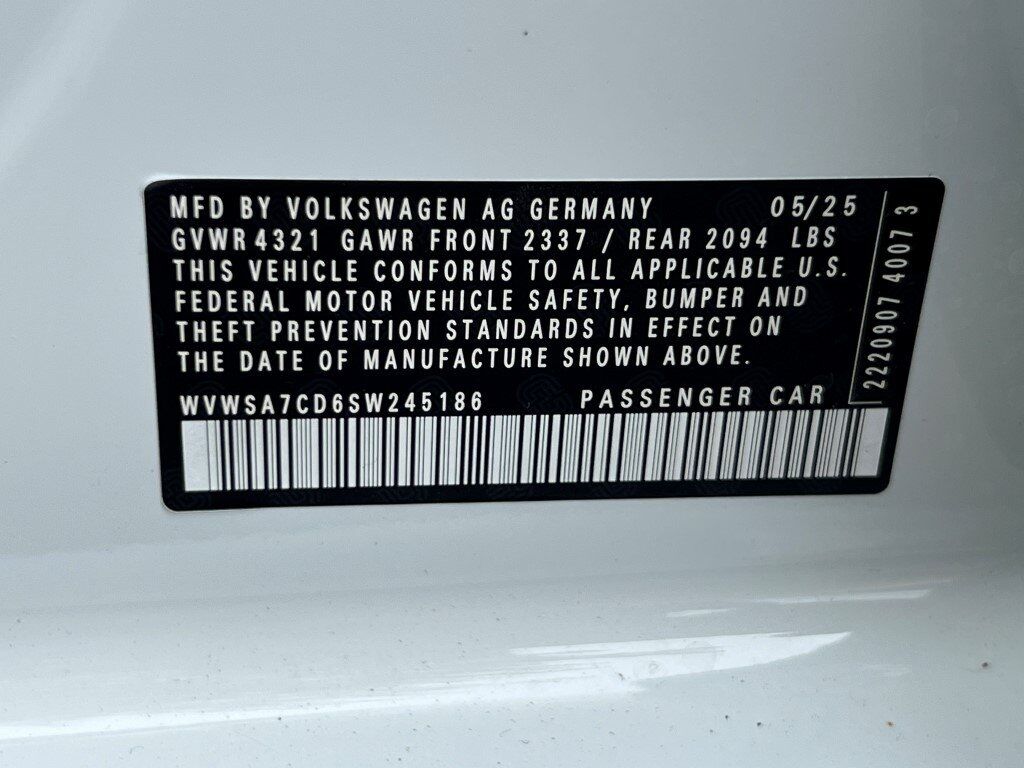 MFD BY VOLKSWAGEN AG GERMANY 05/25
GVWR 4321 GAWR FRONT 2337 / REAR 2094 LBS
THIS VEHICLE CONFORMS TO ALL APPLICABLE U.S.
FEDERAL MOTOR VEHICLE SAFETY, BUMPER AND
THEFT PREVENTION STANDARDS IN EFFECT ON
THE DATE OF MANUFACTURE SHOWN ABOVE.
WVWSA7CD6SW245186 PASSENGER CAR
2220907 40073